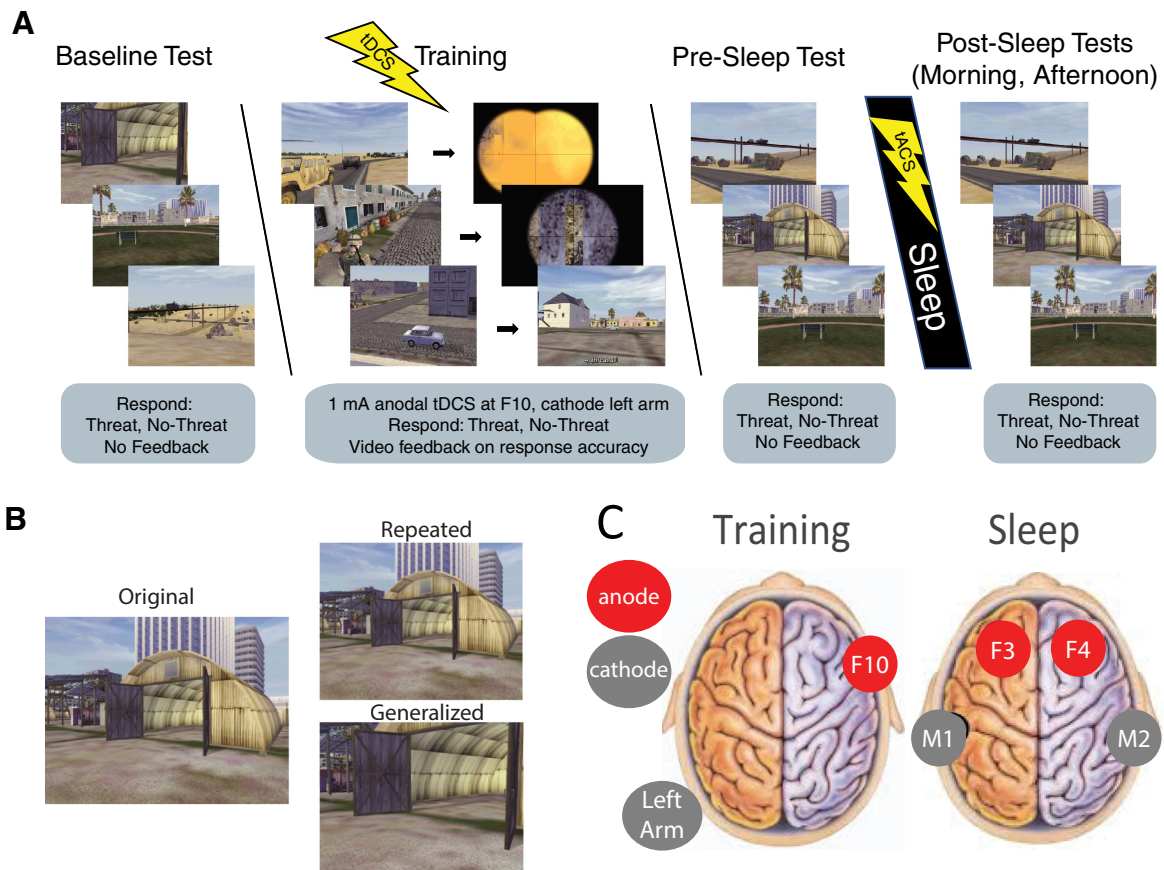 A
Baseline Test
tDCS
Training
Pre-Sleep Test
Post-Sleep Tests
(Morning, Afternoon)
tACS
Sleep
Respond:
Threat, No-Threat
No Feedback
1 mA anodal tDCS at F10, cathode left arm
Respond: Threat, No-Threat
Video feedback on response accuracy
Respond:
Threat, No-Threat
No Feedback
Respond:
Threat, No-Threat
No Feedback
B
Original
Repeated
Generalized
C
Training
Sleep
anode
cathode
F10
Left
Arm
F3
F4
M1
M2